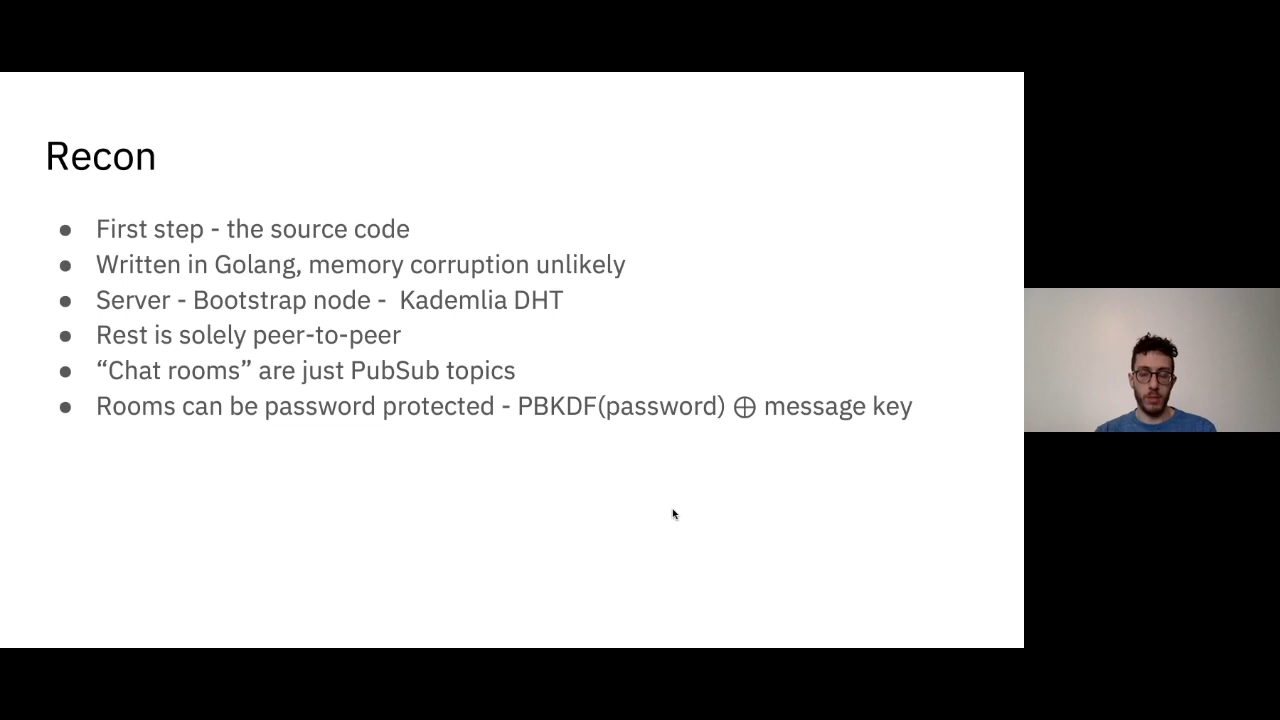 Recon
● First step - the source code
● Written in Golang, memory corruption unlikely
● Server - Bootstrap node -  Kademlia DHT
● Rest is solely peer-to-peer
● “Chat rooms” are just PubSub topics
● Rooms can be password protected - PBKDF(password) ⊕ message key